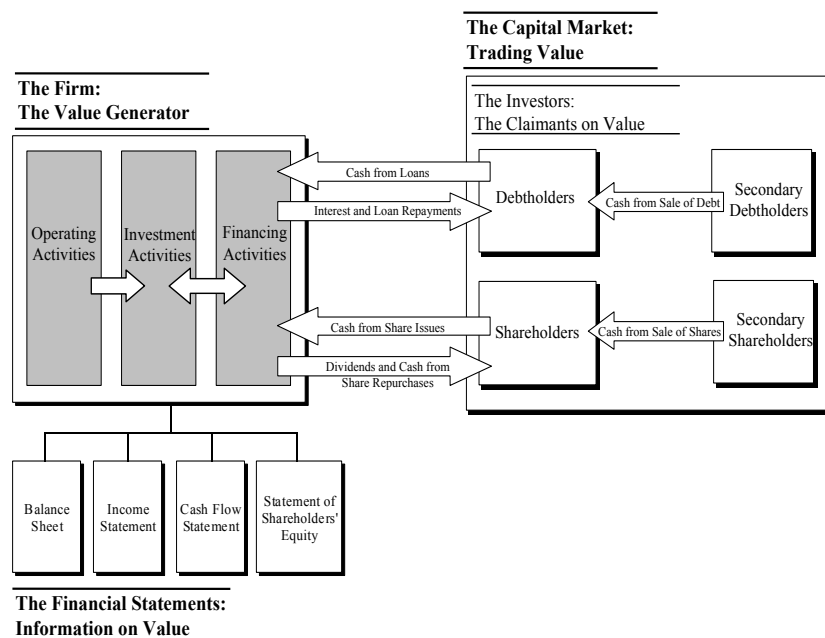 The Capital Market:
Trading Value
The Firm:
The Value Generator
The Investors:
The Claimants on Value
Operating
Activities
Investment
Activities
Financing
Activities
Cash from Loans
Interest and Loan Repayments
Debtholders
Cash from Sale of Debt
Secondary
Debtholders
Cash from Share Issues
Dividends and Cash from
Share Repurchases
Shareholders
Cash from Sale of Shares
Secondary
Shareholders
Balance
Sheet
Income
Statement
Cash Flow
Statement
Statement of
Shareholders'
Equity
The Financial Statements:
Information on Value